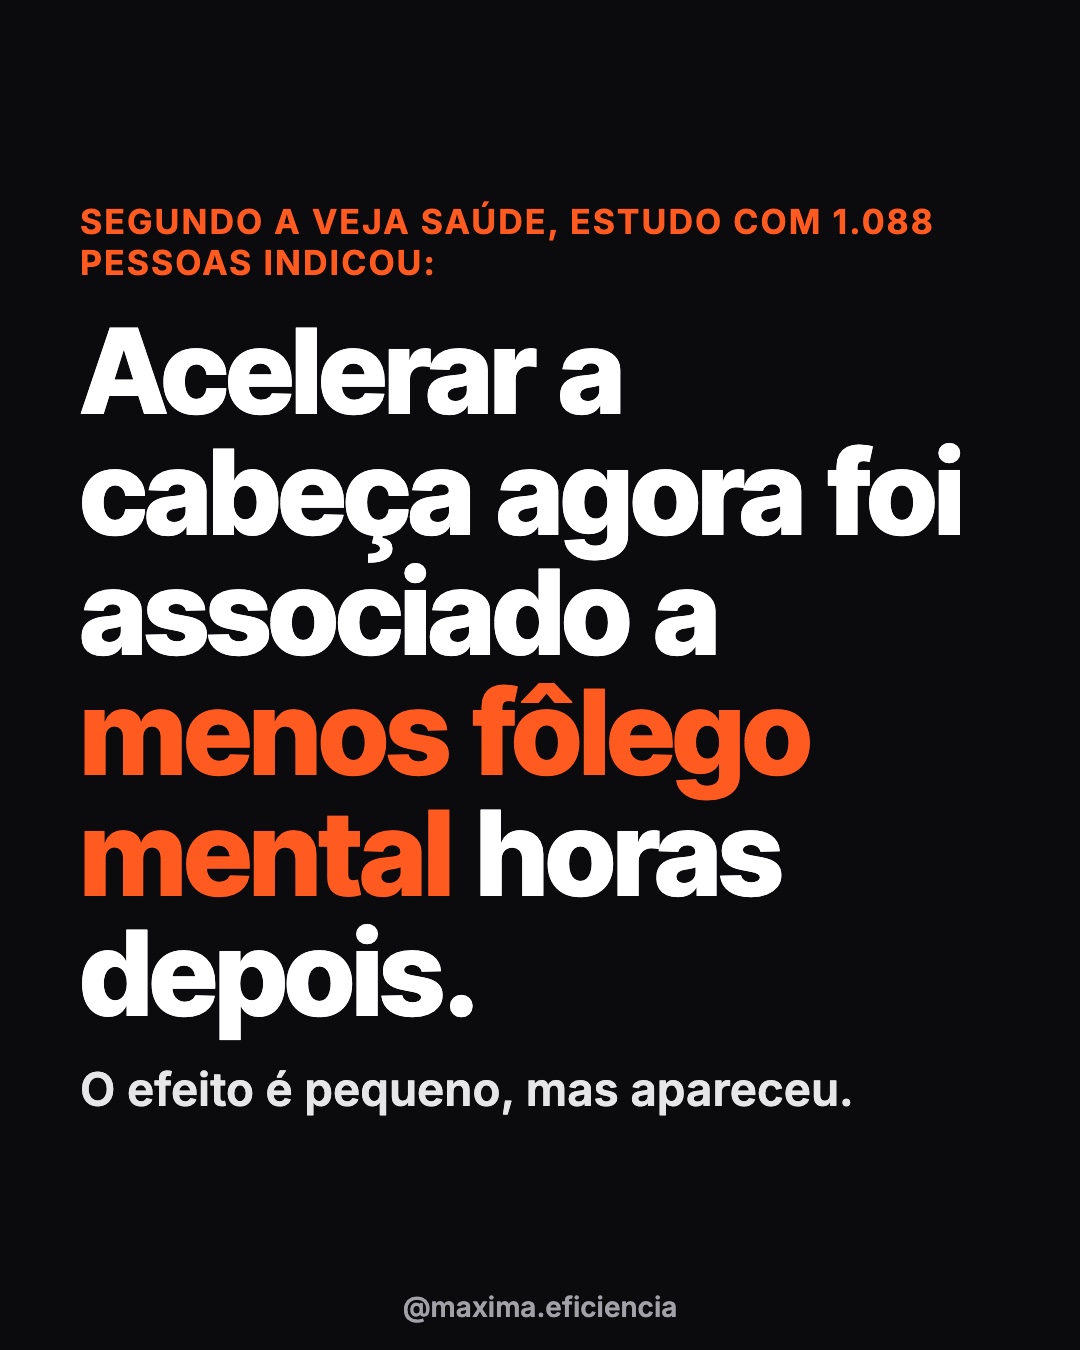 SEGUNDO A VEJA SAÚDE, ESTUDO COM 1.088
PESSOAS INDICOU:
Acelerar a
cabeça agora foi
associado a
menos fôlego
mental horas
depois.
O efeito é pequeno, mas apareceu.
@maxima.eficiencia